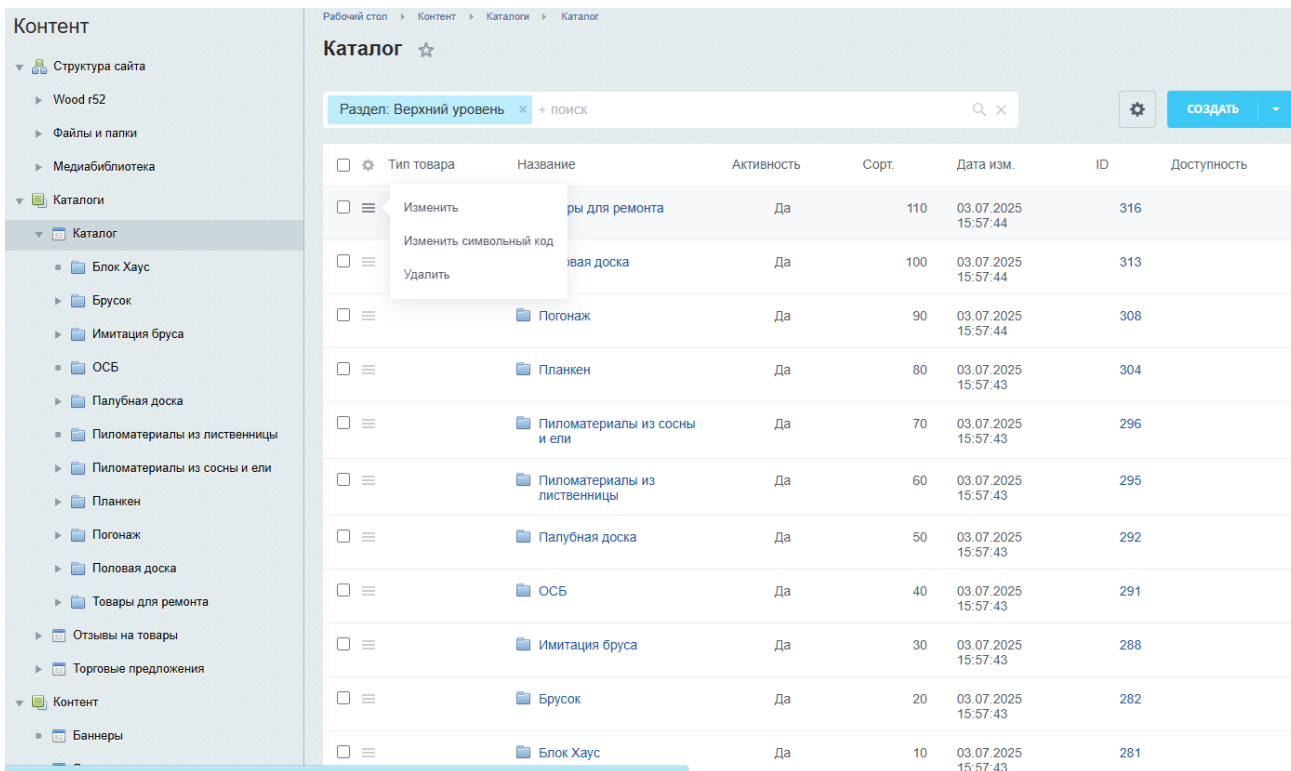 Контент
Структура сайта
Wood r52
Файлы и папки
Медиабиблиотека
Каталоги
Каталог
Блок Хаус
Брусок
Имитация бруса
ОСБ
Палубная доска
Пиломатериалы из лиственницы
Пиломатериалы из сосны и ели
Планкен
Погонаж
Половая доска
Товары для ремонта
Отзывы на товары
Торговые предложения
Контент
Баннеры
Рабочий стол Контент Каталоги Каталог
Каталог
Раздел: Верхний уровень × + поиск
СОЗДАТЬ
Тип товара Название Активность Сорт. Дата изм. ID Доступность
Изменить
Изменить символьный код
Удалить
ры для ремонта Да 110 03.07.2025 316
15:57:44
вая доска Да 100 03.07.2025 313
15:57:44
Погонаж Да 90 03.07.2025 308
15:57:44
Планкен Да 80 03.07.2025 304
15:57:43
Пиломатериалы из сосны Да 70 03.07.2025 296
и ели 15:57:43
Пиломатериалы из Да 60 03.07.2025 295
лиственницы 15:57:43
Палубная доска Да 50 03.07.2025 292
15:57:43
ОСБ Да 40 03.07.2025 291
15:57:43
Имитация бруса Да 30 03.07.2025 288
15:57:43
Брусок Да 20 03.07.2025 282
15:57:43
Блок Хаус Да 10 03.07.2025 281
15:57:43